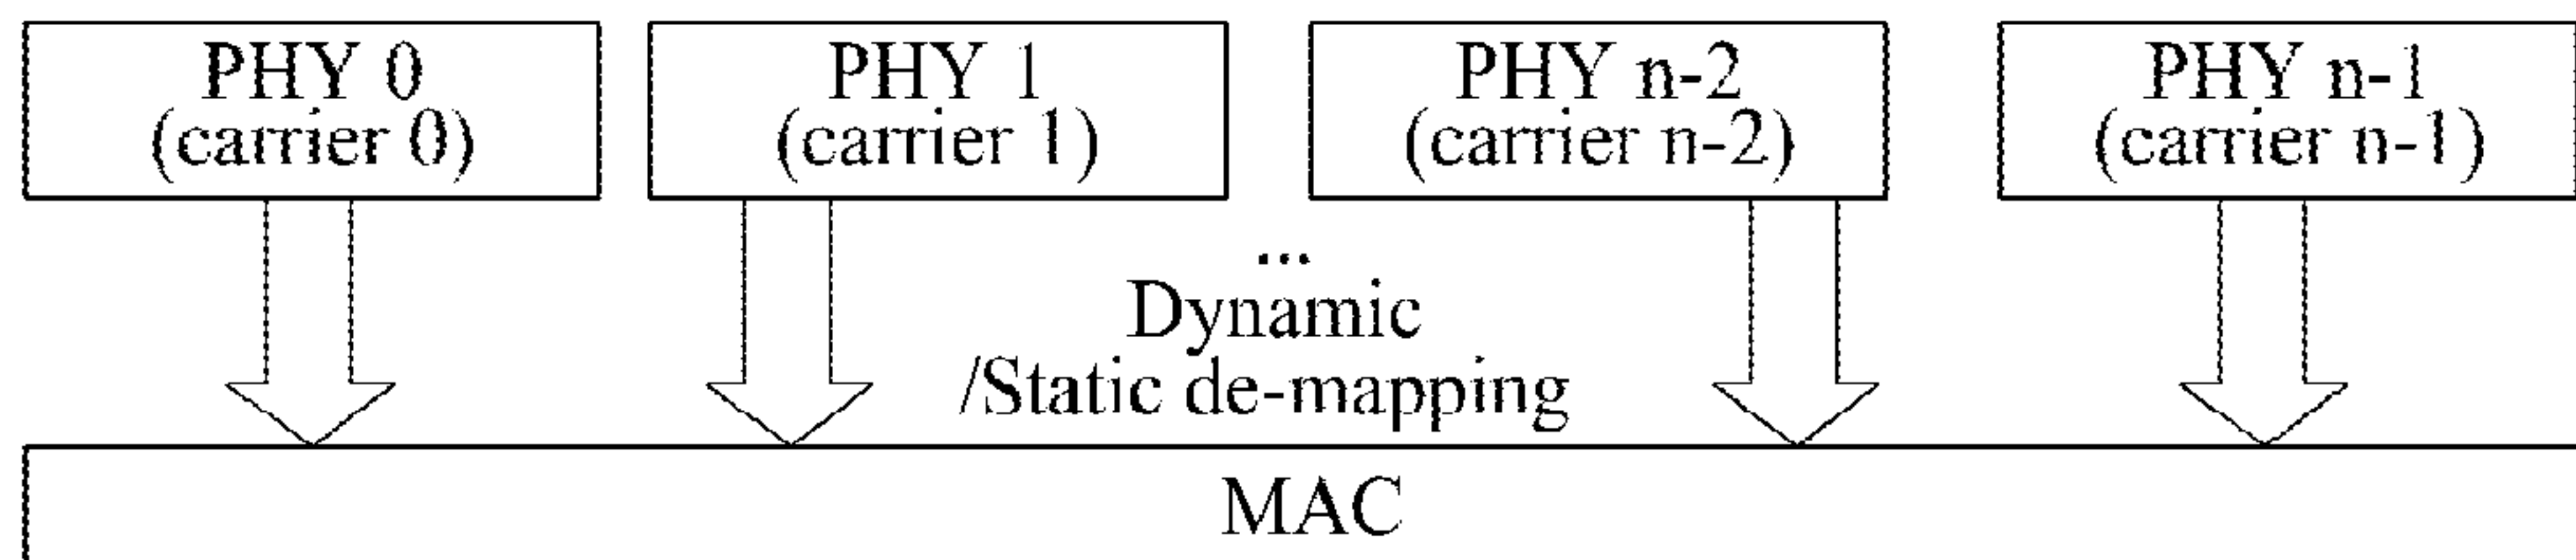 PHY 0
(carrier 0)
PHY 1
(carrier 1)
PHY n-2
(carrier n-2)
PHY n-1
(carrier n-1)
...
Dynamic
/Static de-mapping
MAC